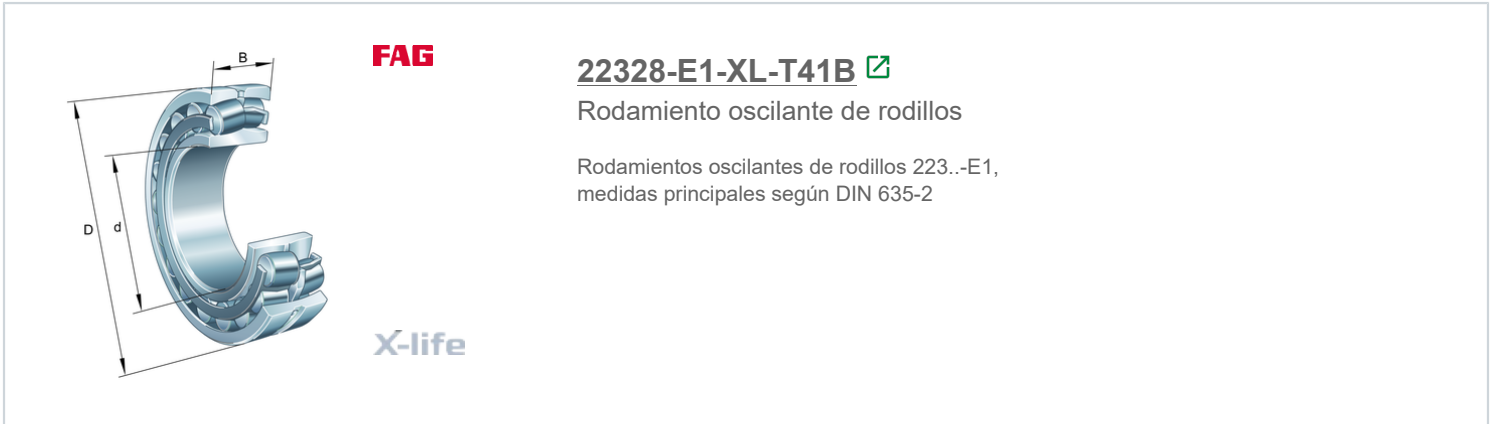 B
FAG
22328-E1-XL-T41B
Rodamiento oscilante de rodillos
Rodamientos oscilantes de rodillos 223..-E1,
medidas principales según DIN 635-2
D
d
X-life